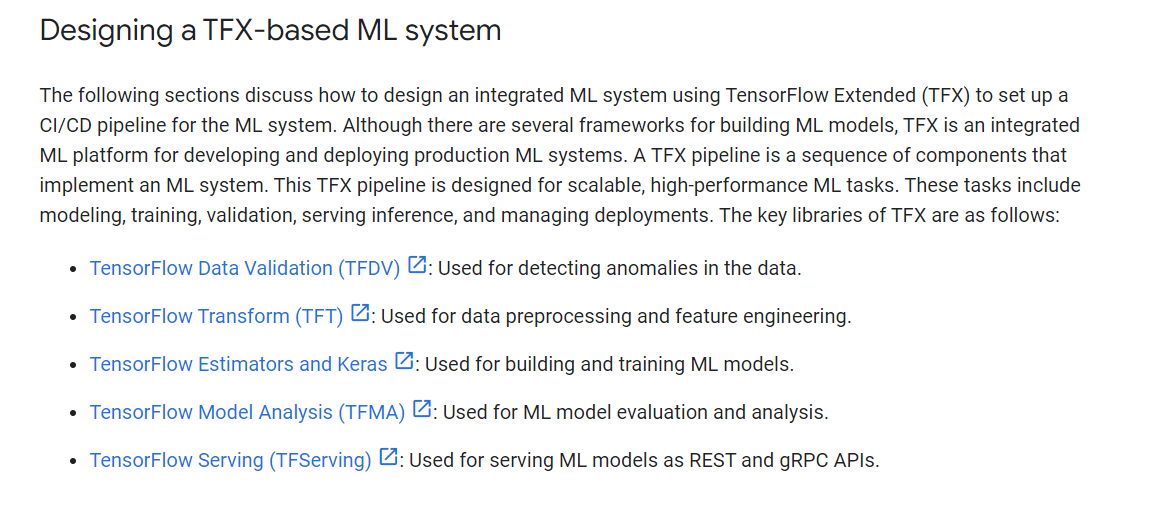 Designing a TFX-based ML system
The following sections discuss how to design an integrated ML system using TensorFlow Extended (TFX) to set up a
CI/CD pipeline for the ML system. Although there are several frameworks for building ML models, TFX is an integrated
ML platform for developing and deploying production ML systems. A TFX pipeline is a sequence of components that
implement an ML system. This TFX pipeline is designed for scalable, high-performance ML tasks. These tasks include
modeling, training, validation, serving inference, and managing deployments. The key libraries of TFX are as follows:
• TensorFlow Data Validation (TFDV) : Used for detecting anomalies in the data.
• TensorFlow Transform (TFT) : Used for data preprocessing and feature engineering.
• TensorFlow Estimators and Keras : Used for building and training ML models.
• TensorFlow Model Analysis (TFMA) : Used for ML model evaluation and analysis.
• TensorFlow Serving (TFServing) : Used for serving ML models as REST and gRPC APIs.